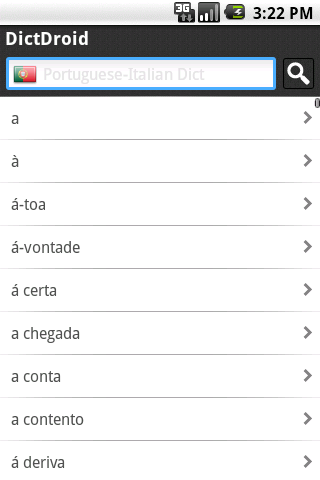 3G 3:22 PM
DictDroid
Portuguese-Italian Dict
a
à
á-toa
á-vontade
á certa
a chegada
a conta
a contento
á deriva